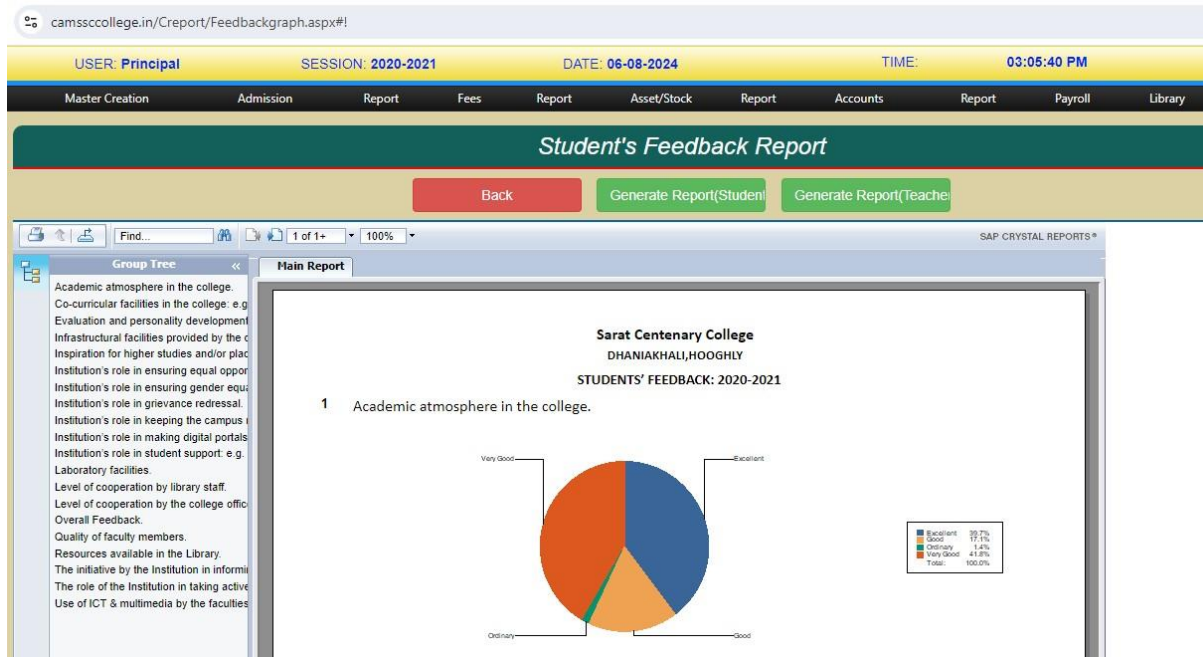 camssccollege.in/Creport/Feedbackgraph.aspx#!
USER: Principal SESSION: 2020-2021 DATE: 06-08-2024 TIME: 03:05:40 PM
Master Creation Admission Report Fees Report Asset/Stock Report Accounts Report Payroll Library
Student's Feedback Report
Back Generate Report(Student Generate Report(Teache
Find... 1 of 1+ 100% SAP CRYSTAL REPORTS®
Group Tree «
Main Report
Academic atmosphere in the college.
Co-curricular facilities in the college: e.g
Evaluation and personality development
Infrastructural facilities provided by the c
Inspiration for higher studies and/or plac
Institution's role in ensuring equal oppor
Institution's role in ensuring gender equa
Institution's role in grievance redressal.
Institution's role in keeping the campus
Institution's role in making digital portals
Institution's role in student support: e.g.
Laboratory facilities.
Level of cooperation by library staff.
Level of cooperation by the college offic
Overall Feedback.
Quality of faculty members.
Resources available in the Library.
The initiative by the Institution in informi
The role of the Institution in taking active
Use of ICT & multimedia by the faculties
Sarat Centenary College
DHANIAKHALI,HOOGHLY
STUDENTS' FEEDBACK: 2020-2021
1 Academic atmosphere in the college.
Very Good
Excellent
Ordinary
Good
Excellent 39.7%
Good 17.1%
Ordinary 1.4%
Very Good 41.8%
Total: 100.0%